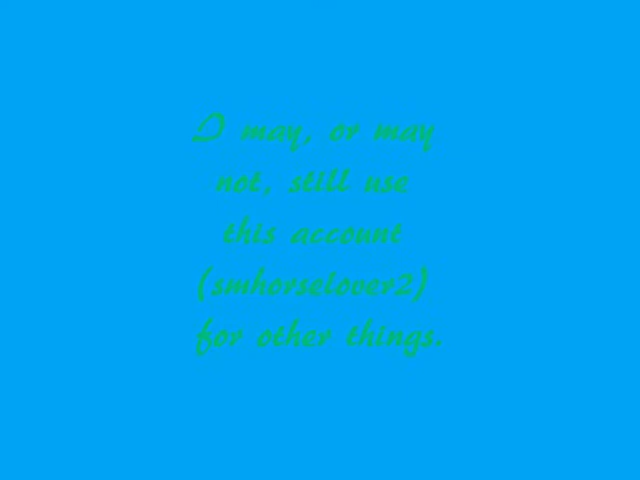 I may, or may
not, still use
this account
(smhorselover2)
for other things.